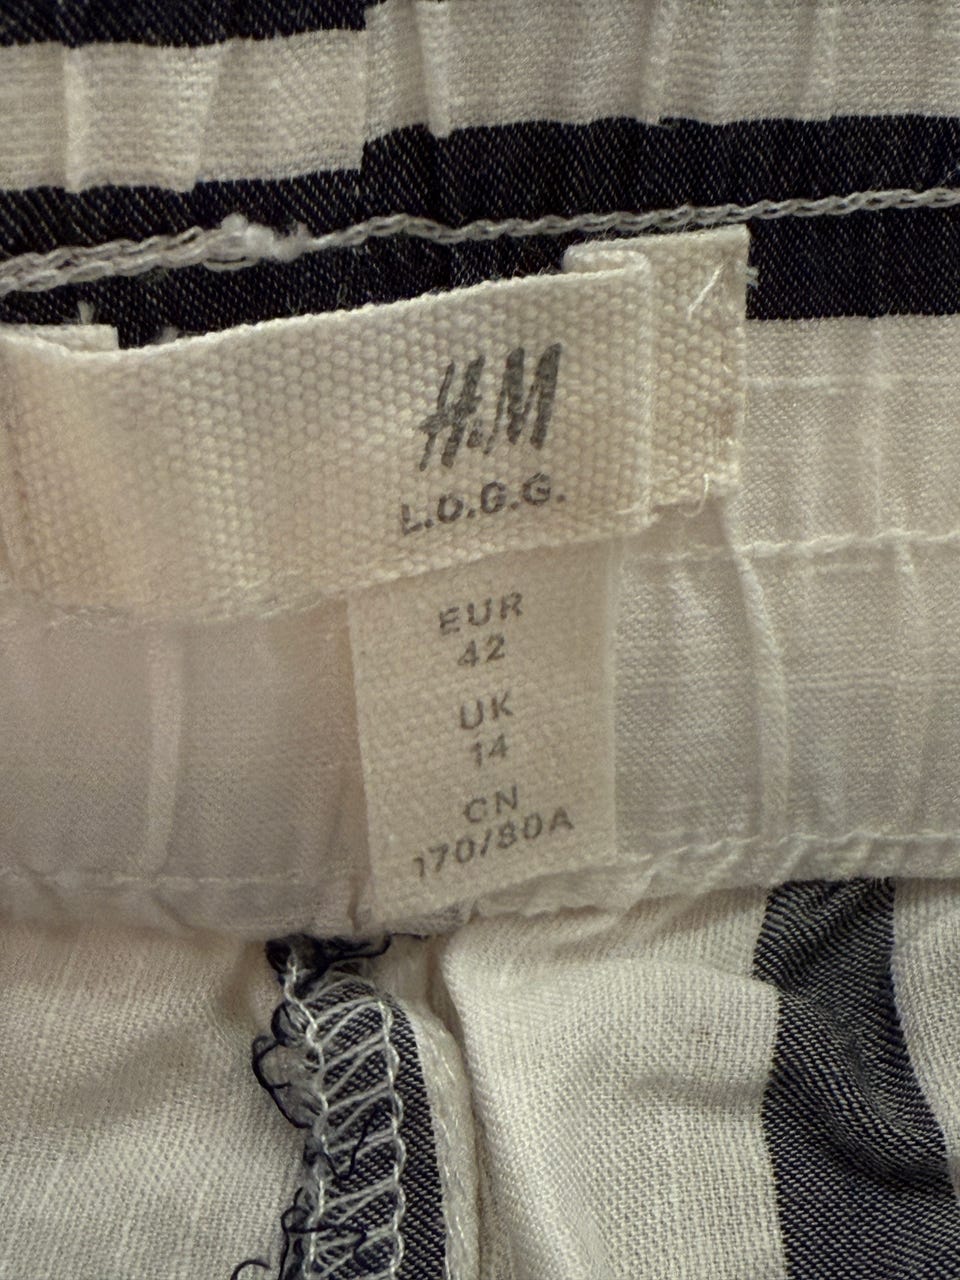 H&M
L.O.G.G.
EUR
42
UK
14
CN
170/80A